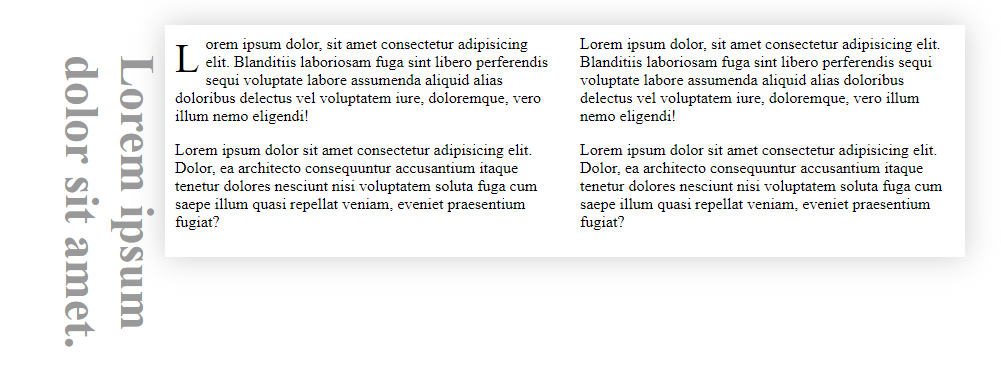 Lorem ipsum
dolor sit amet.
Lorem ipsum dolor, sit amet consectetur adipisicing
elit. Blanditiis laboriosam fuga sint libero perferendis
sequi voluptate labore assumenda aliquid alias
doloribus delectus vel voluptatem iure, doloremque, vero
illum nemo eligendi!
Lorem ipsum dolor sit amet consectetur adipisicing elit.
Dolor, ea architecto consequuntur accusantium itaque
tenetur dolores nesciunt nisi voluptatem soluta fuga cum
saepe illum quasi repellat veniam, eveniet praesentium
fugiat?
Lorem ipsum dolor, sit amet consectetur adipisicing elit.
Blanditiis laboriosam fuga sint libero perferendis sequi
voluptate labore assumenda aliquid alias doloribus
delectus vel voluptatem iure, doloremque, vero illum
nemo eligendi!
Lorem ipsum dolor sit amet consectetur adipisicing elit.
Dolor, ea architecto consequuntur accusantium itaque
tenetur dolores nesciunt nisi voluptatem soluta fuga cum
saepe illum quasi repellat veniam, eveniet praesentium
fugiat?